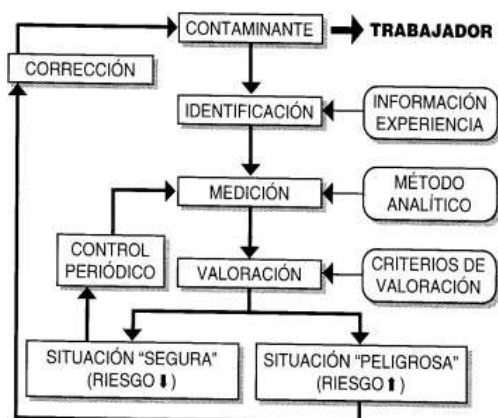 CONTAMINANTE
TRABAJADOR
CORRECCIÓN
IDENTIFICACIÓN
INFORMACIÓN
EXPERIENCIA
MEDICIÓN
MÉTODO
ANALÍTICO
CONTROL
PERIÓDICO
VALORACIÓN
CRITERIOS DE
VALORACIÓN
SITUACIÓN "SEGURA"
(RIESGO ⬇)
SITUACIÓN "PELIGROSA"
(RIESGO ⬆)